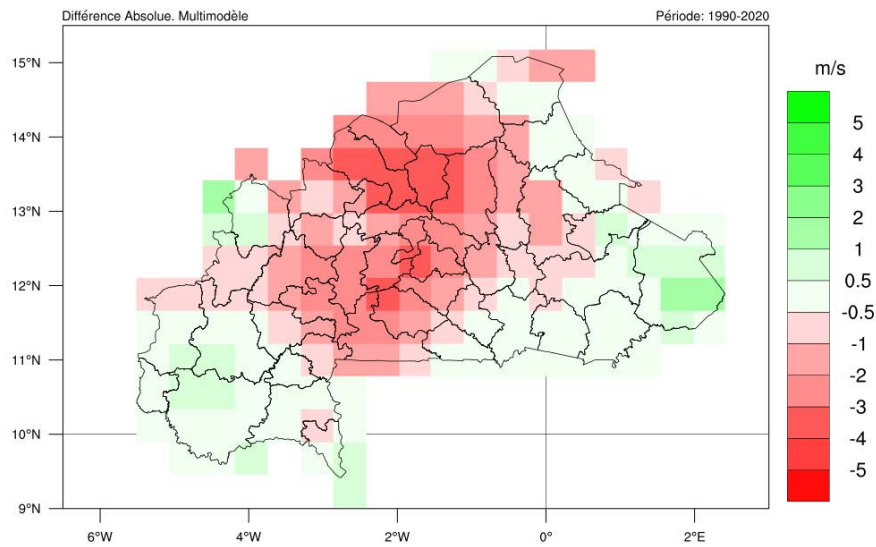 Différence Absolue. Multimodèle
Période: 1990-2020
m/s
15°N
14°N
13°N
12°N
11°N
10°N
9°N
6°W
4°W
2°W
0°
2°E
5
4
3
2
1
0.5
-0.5
-1
-2
-3
-4
-5